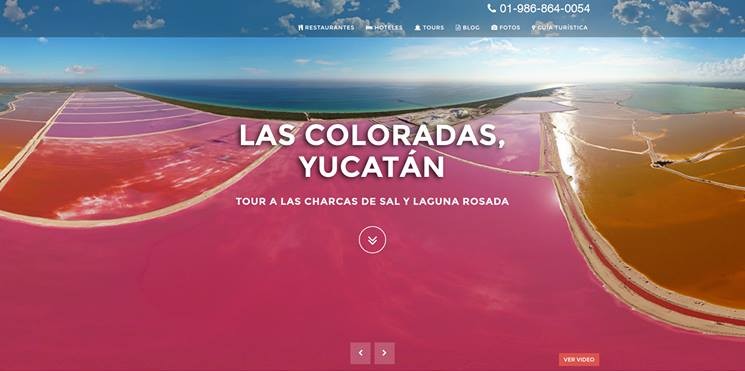 01-986-864-0054
RESTAURANTES HOTELES TOURS BLOG FOTOS GUÍA TURÍSTICA
LAS COLORADAS,
YUCATÁN
TOUR A LAS CHARCAS DE SAL Y LAGUNA ROSADA
VER VIDEO